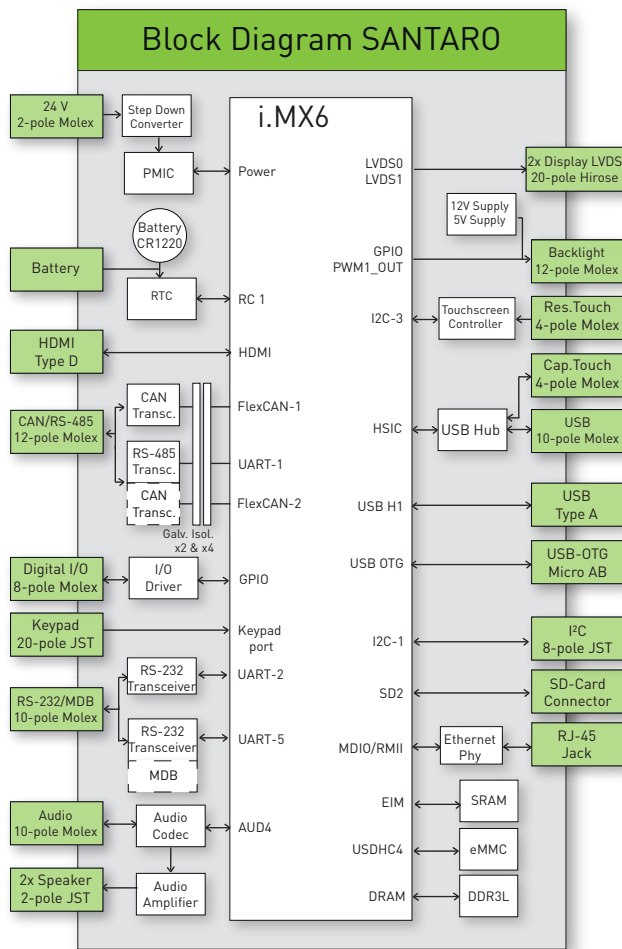 Block Diagram SANTARO
24 V
2-pole Molex
Step Down
Converter
PMIC
Battery
CR1220
Battery
RTC
HDMI
Type D
CAN/RS-485
12-pole Molex
CAN
Transc.
RS-485
Transc.
CAN
Transc.
Galv. Isol.
x2 & x4
Digital I/O
8-pole Molex
I/O
Driver
Keypad
20-pole JST
RS-232/MDB
10-pole Molex
RS-232
Transceiver
RS-232
Transceiver
MDB
Audio
10-pole Molex
Audio
Codec
2x Speaker
2-pole JST
Audio
Amplifier
i.MX6
Power
RC 1
HDMI
FlexCAN-1
UART-1
FlexCAN-2
GPIO
Keypad
port
UART-2
UART-5
AUD4
LVDS0
LVDS1
GPIO
PWM1_OUT
I2C-3
HSIC
USB H1
USB OTG
I2C-1
SD2
MDIO/RMII
EIM
USDHC4
DRAM
12V Supply
5V Supply
Touchscreen
Controller
USB Hub
Ethernet
Phy
SRAM
eMMC
DDR3L
2x Display LVDS
20-pole Hirose
Backlight
12-pole Molex
Res.Touch
4-pole Molex
Cap.Touch
4-pole Molex
USB
10-pole Molex
USB
Type A
USB-OTG
Micro AB
I²C
8-pole JST
SD-Card
Connector
RJ-45
Jack